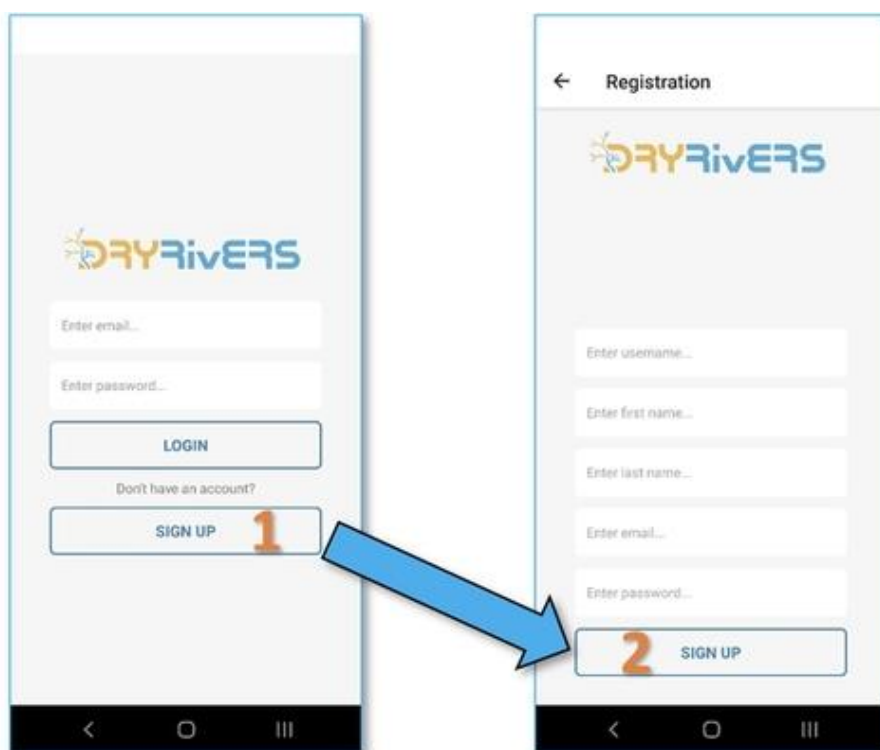 DRYRivERS
Enter email...
Enter password...
LOGIN
Don't have an account?
SIGN UP
1
Registration
DRYRivERS
Enter username...
Enter first name...
Enter last name...
Enter email...
Enter password...
2 SIGN UP